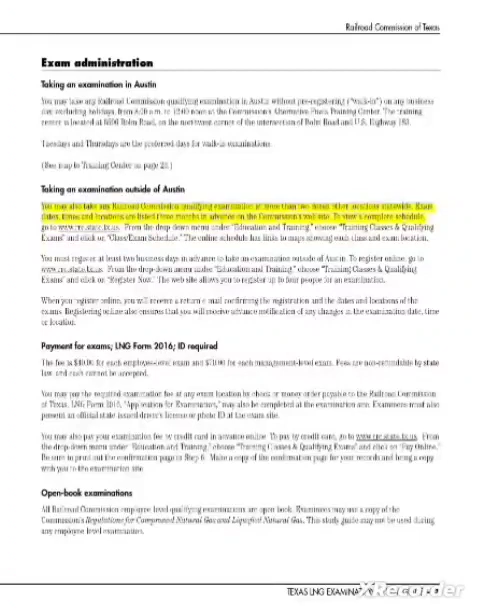 Railroad Commission of Texas
Exam administration
Taking an examination in Austin
You may take any Railroad Commission qualifying examination in Austin without pre-registering ("walk-in") on any business
day, excluding holidays, from 8:00 a.m. to 12:00 noon at the Commission's Alternative Fuels Training Center. The training
center is located at Bolm Road, on the northwest corner of the intersection of Bolm Road and U.S. Highway 183.
Tuesdays and Thursdays are the preferred days for walk-in examinations.
(See map to Training Center on page
Taking an examination outside of Austin
You may also take any Railroad Commission qualifying examination at more than two dozen other locations statewide. Exam
dates, times and locations are listed three months in advance on the Commission's web site. To view a complete schedule,
go to www.rrc.state.tx.us. From the drop-down menu under "Education and Training," choose "Training Classes & Qualifying
Exams" and click on "Class/Exam Schedule." The online schedule has links to maps showing each class and exam location.
You must register at least two business days in advance to take an examination outside of Austin. To register online, go to
www.rrc.state.tx.us. From the drop-down menu under "Education and Training," choose "Training Classes & Qualifying
Exams" and click on "Register Now." The web site allows you to register up to four people for an examination.
When you register online, you will receive a return e-mail confirming the registration and the dates and locations of the
exams. Registering online also ensures that you will receive advance notification of any changes in the examination date, time
or location.
Payment for exams; LNG Form 2016; ID required
The fee is $40.00 for each employee-level exam and $70.00 for each management-level exam. Fees are non-refundable by state
law, and cash cannot be accepted.
You may pay the required examination fee at any exam location by check or money order payable to the Railroad Commission
of Texas. LNG Form 2016, "Application for Examination," may also be completed at the examination site. Examinees must also
present an official state-issued driver's license or photo ID at the exam site.
You may also pay your examination fee by credit card in advance online. To pay by credit card, go to www.rrc.state.tx.us. From
the drop-down menu under "Education and Training," choose "Training Classes & Qualifying Exams" and click on "Pay Online."
Be sure to print out the confirmation page in Step 6. Make a copy of the confirmation page for your records and bring a copy
with you to the examination site.
Open-book examinations
All Railroad Commission employee-level qualifying examinations are open book. Examinees may use a copy of the
Commission's Regulations for Compressed Natural Gas and Liquefied Natural Gas. This study guide may not be used during
any employee-level examination.
TEXAS LNG EXAMINATION
XRecorder